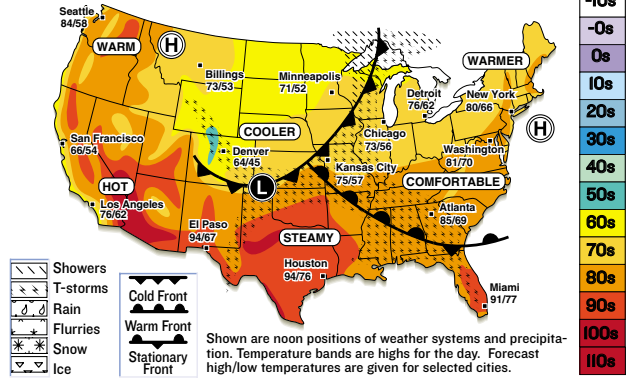 Seattle
84/58
WARM
H
Billings
73/53
Minneapolis
71/52
WARMER
Detroit
76/62
New York
80/66
H
San Francisco
66/54
COOLER
Denver
64/45
Chicago
73/56
Washington
81/70
Kansas City
75/57
COMFORTABLE
HOT
L
Los Angeles
76/62
El Paso
94/67
Atlanta
85/69
STEAMY
Houston
94/76
Miami
91/77
Showers
T-storms
Rain
Flurries
Snow
Ice
Cold Front
Warm Front
Stationary
Front
Shown are noon positions of weather systems and precipita-
tion. Temperature bands are highs for the day. Forecast
high/low temperatures are given for selected cities.
-10s
-0s
0s
10s
20s
30s
40s
50s
60s
70s
80s
90s
100s
110s